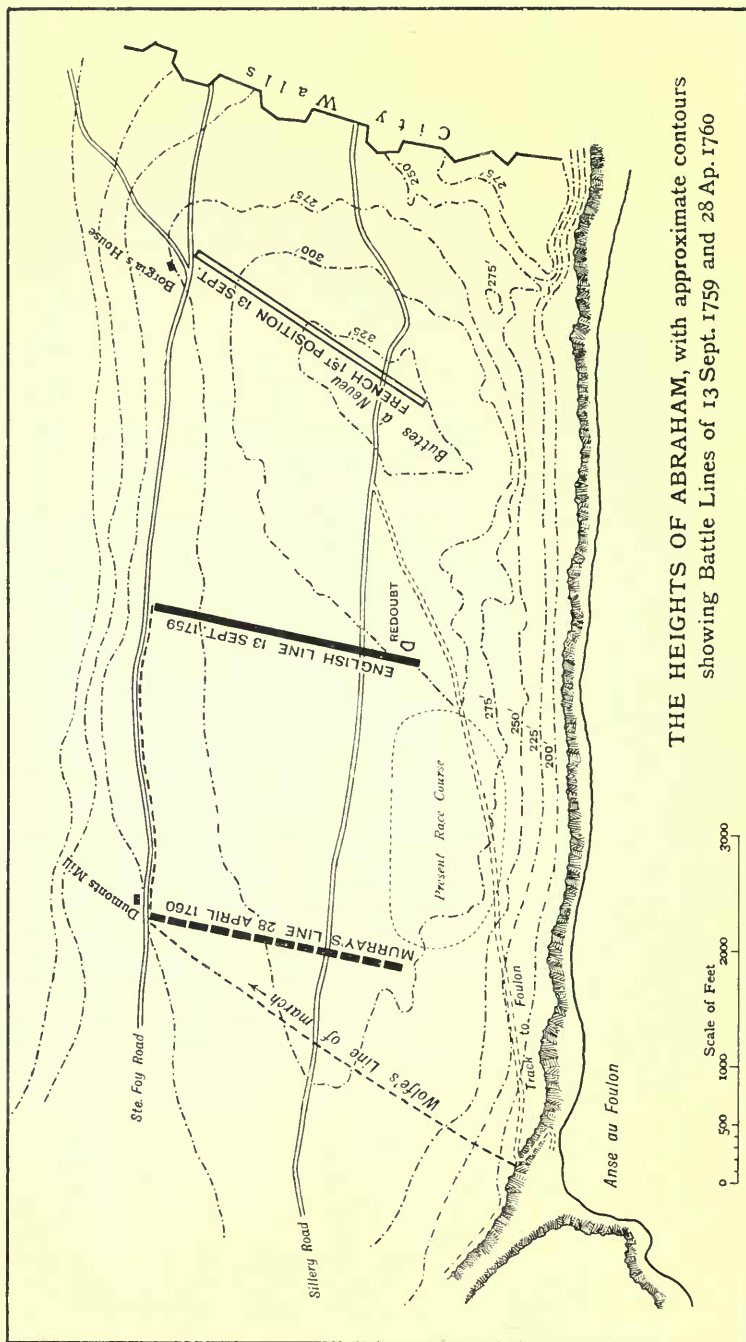 City Walls
Borgia's House
FRENCH 1ST POSITION 13 SEPT.
Buttes a Neveu
325'
300'
275'
250'
275'
275'
ENGLISH LINE 13 SEPT. 1759
REDOUBT
Dumonts Mill
MURRAY'S LINE 28 APRIL 1760
Present Race Course
275'
250'
225'
200'
Ste. Foy Road
Sillery Road
Wolfe's Line of march
Track to Foulon
Anse au Foulon
Scale of Feet
0 500 1000 2000 3000
THE HEIGHTS OF ABRAHAM, with approximate contours
showing Battle Lines of 13 Sept. 1759 and 28 Ap. 1760